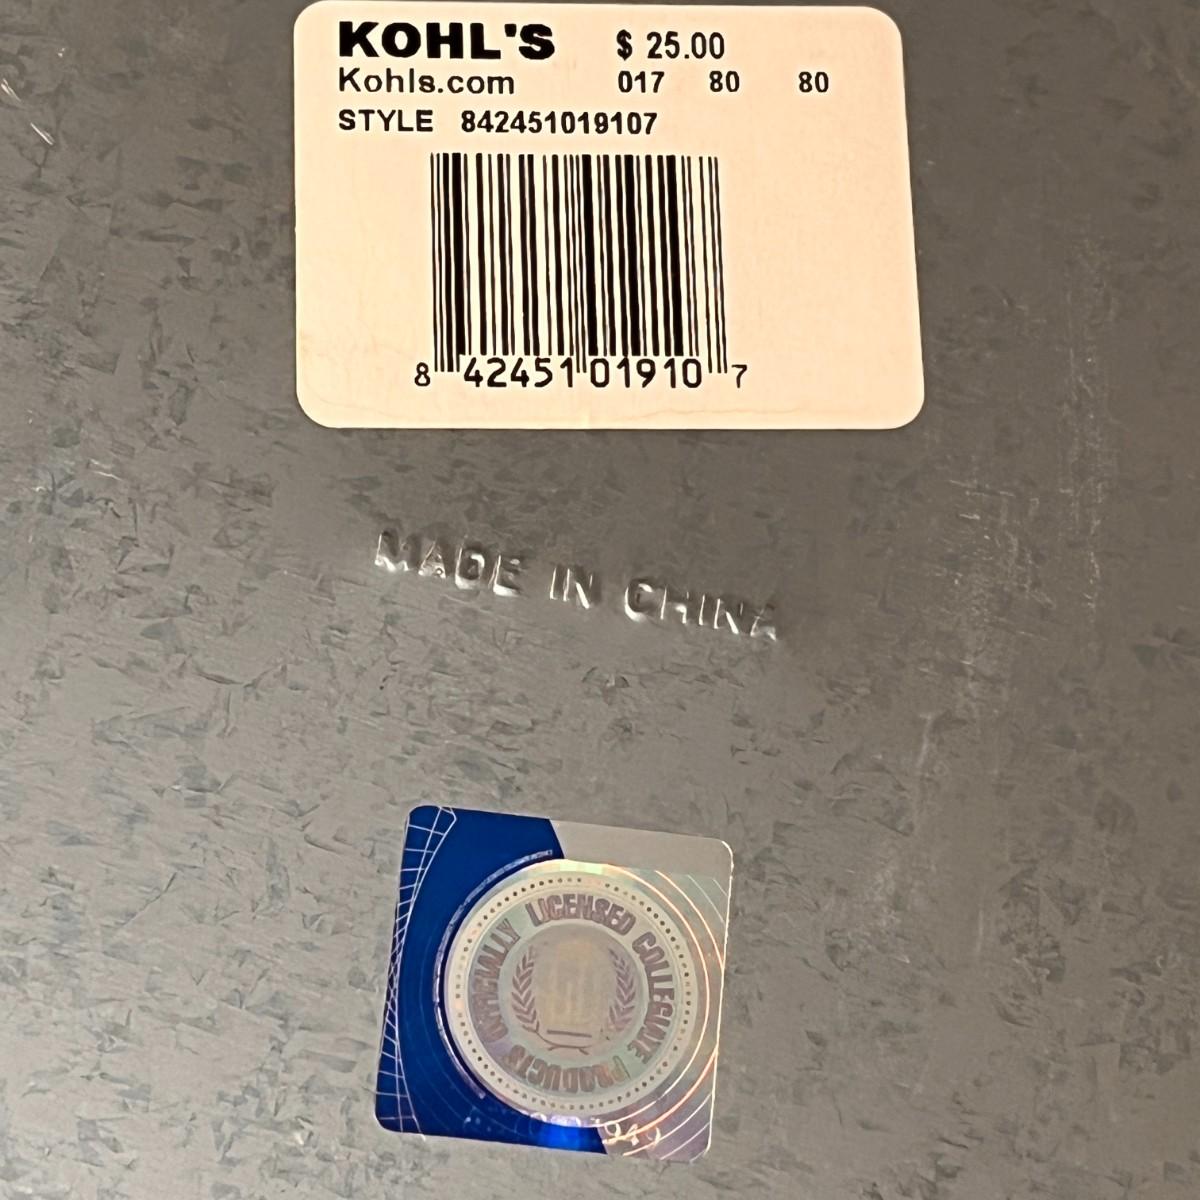 KOHL'S $ 25.00
Kohls.com 017 80 80
STYLE 842451019107
8 42451 01910 7
MADE IN CHINA
OFFICIALLY LICENSED COLLEGIATE PRODUCTS